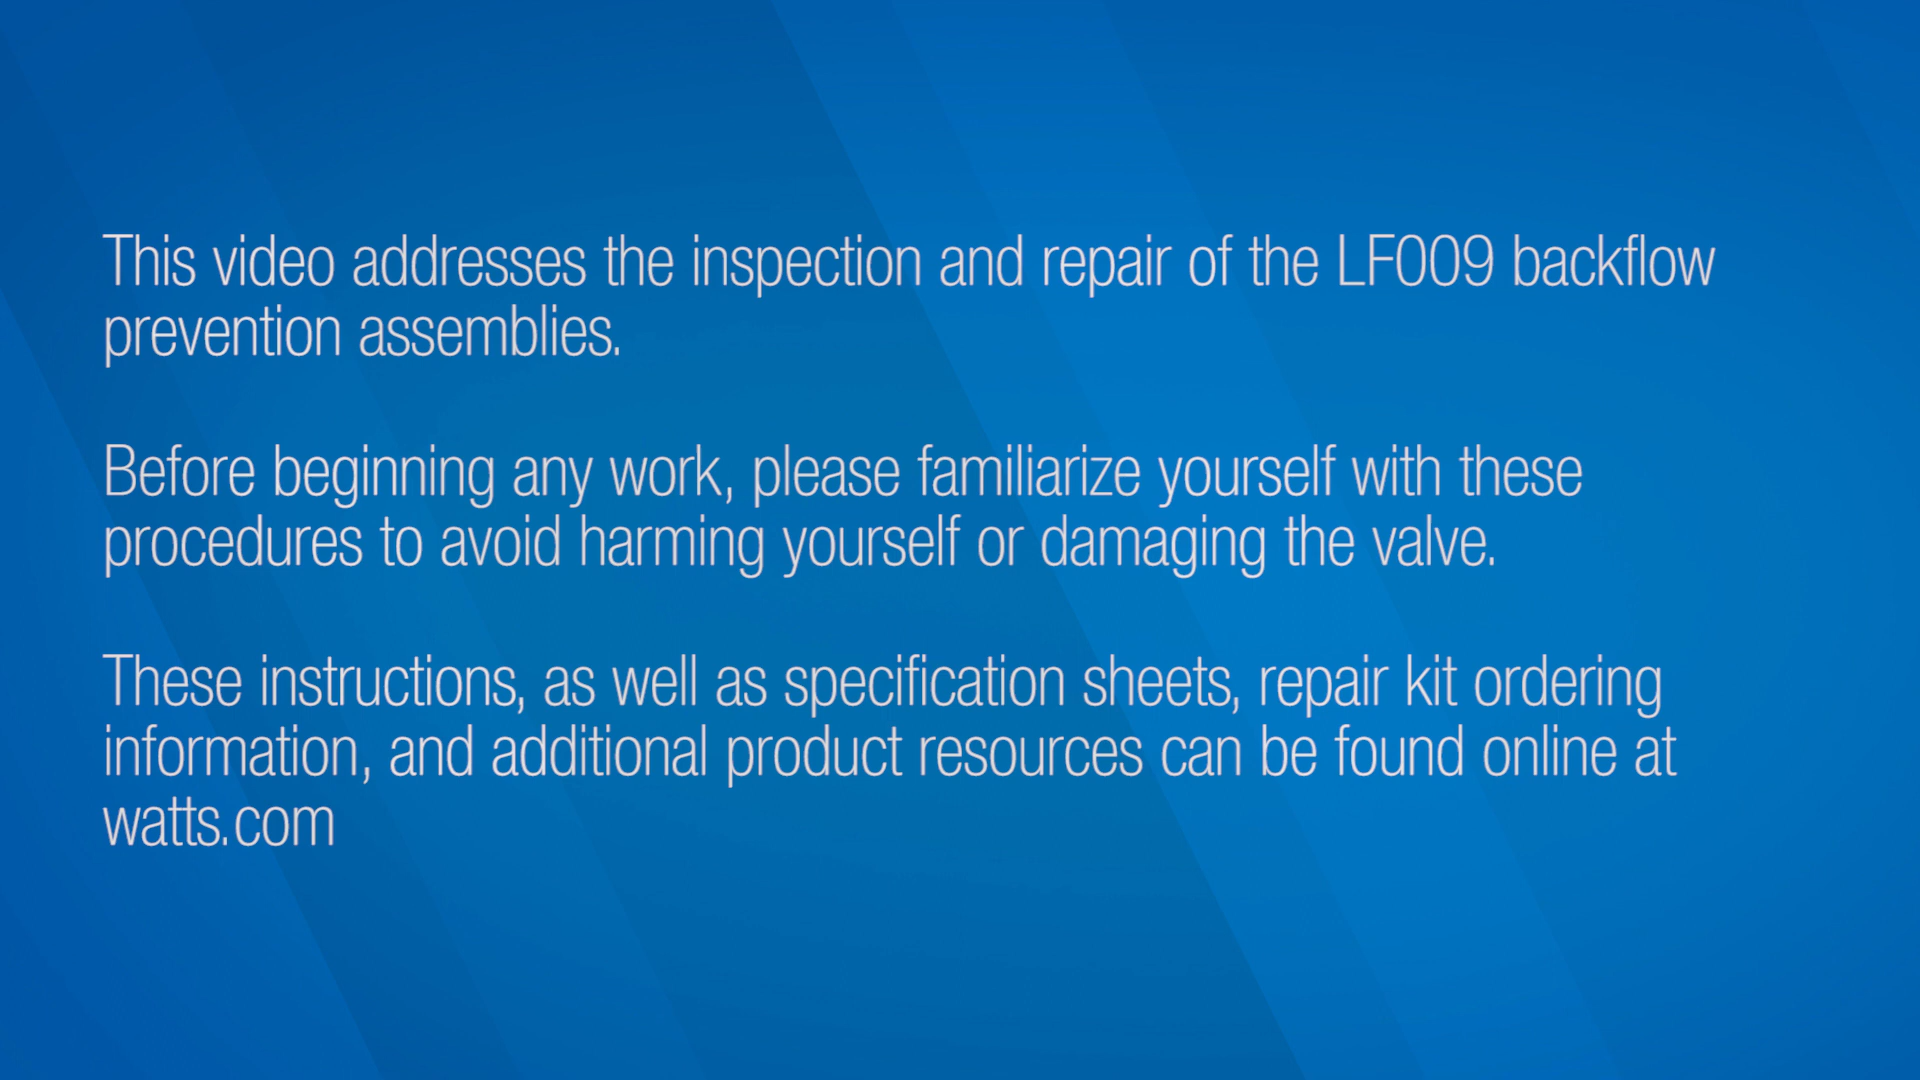 This video addresses the inspection and repair of the LF009 backflow
prevention assemblies.
Before beginning any work, please familiarize yourself with these
procedures to avoid harming yourself or damaging the valve.
These instructions, as well as specification sheets, repair kit ordering
information, and additional product resources can be found online at
watts.com